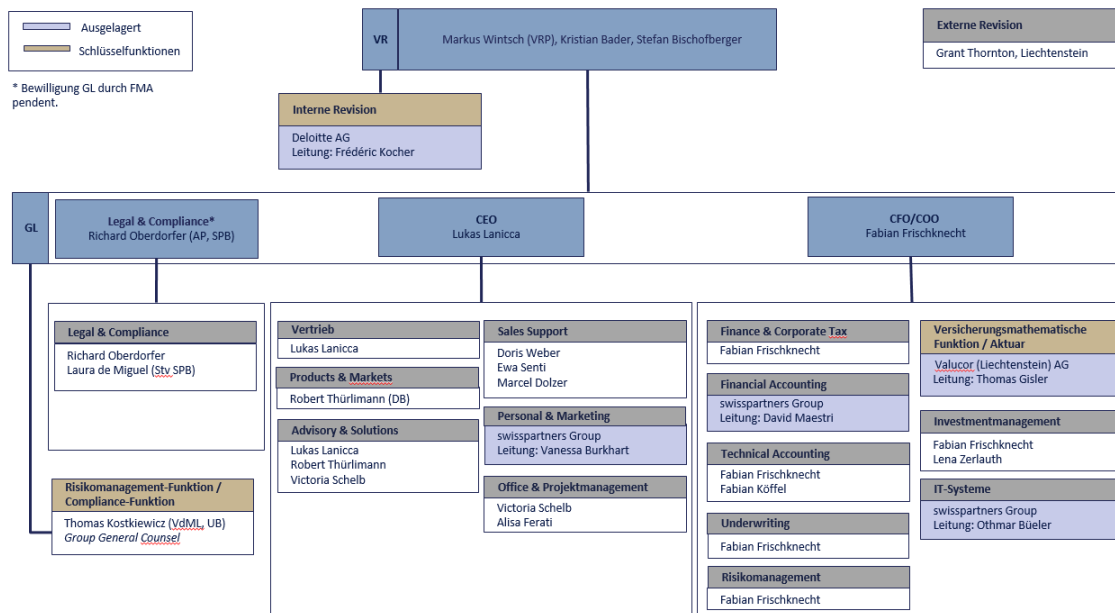 Ausgelagert
Schlüsselfunktionen
* Bewilligung GL durch FMA
pendent.
VR
Markus Wintsch (VRP), Kristian Bader, Stefan Bischofberger
Externe Revision
Grant Thornton, Liechtenstein
Interne Revision
Deloitte AG
Leitung: Frédéric Kocher
GL
Legal & Compliance*
Richard Oberdorfer (AP, SPB)
CEO
Lukas Lanicca
CFO/COO
Fabian Frischknecht
Legal & Compliance
Richard Oberdorfer
Laura de Miguel (Stv SPB)
Risikomanagement-Funktion /
Compliance-Funktion
Thomas Kostkiewicz (VdML, UB)
Group General Counsel
Vertrieb
Lukas Lanicca
Products & Markets
Robert Thürlimann (DB)
Advisory & Solutions
Lukas Lanicca
Robert Thürlimann
Victoria Schelb
Sales Support
Doris Weber
Ewa Senti
Marcel Dolzer
Personal & Marketing
swisspartners Group
Leitung: Vanessa Burkhart
Office & Projektmanagement
Victoria Schelb
Alisa Ferati
Finance & Corporate Tax
Fabian Frischknecht
Financial Accounting
swisspartners Group
Leitung: David Maestri
Technical Accounting
Fabian Frischknecht
Fabian Köffel
Underwriting
Fabian Frischknecht
Risikomanagement
Fabian Frischknecht
Versicherungsmathematische
Funktion / Aktuar
Valucor (Liechtenstein) AG
Leitung: Thomas Gisler
Investmentmanagement
Fabian Frischknecht
Lena Zerlauth
IT-Systeme
swisspartners Group
Leitung: Othmar Büeler